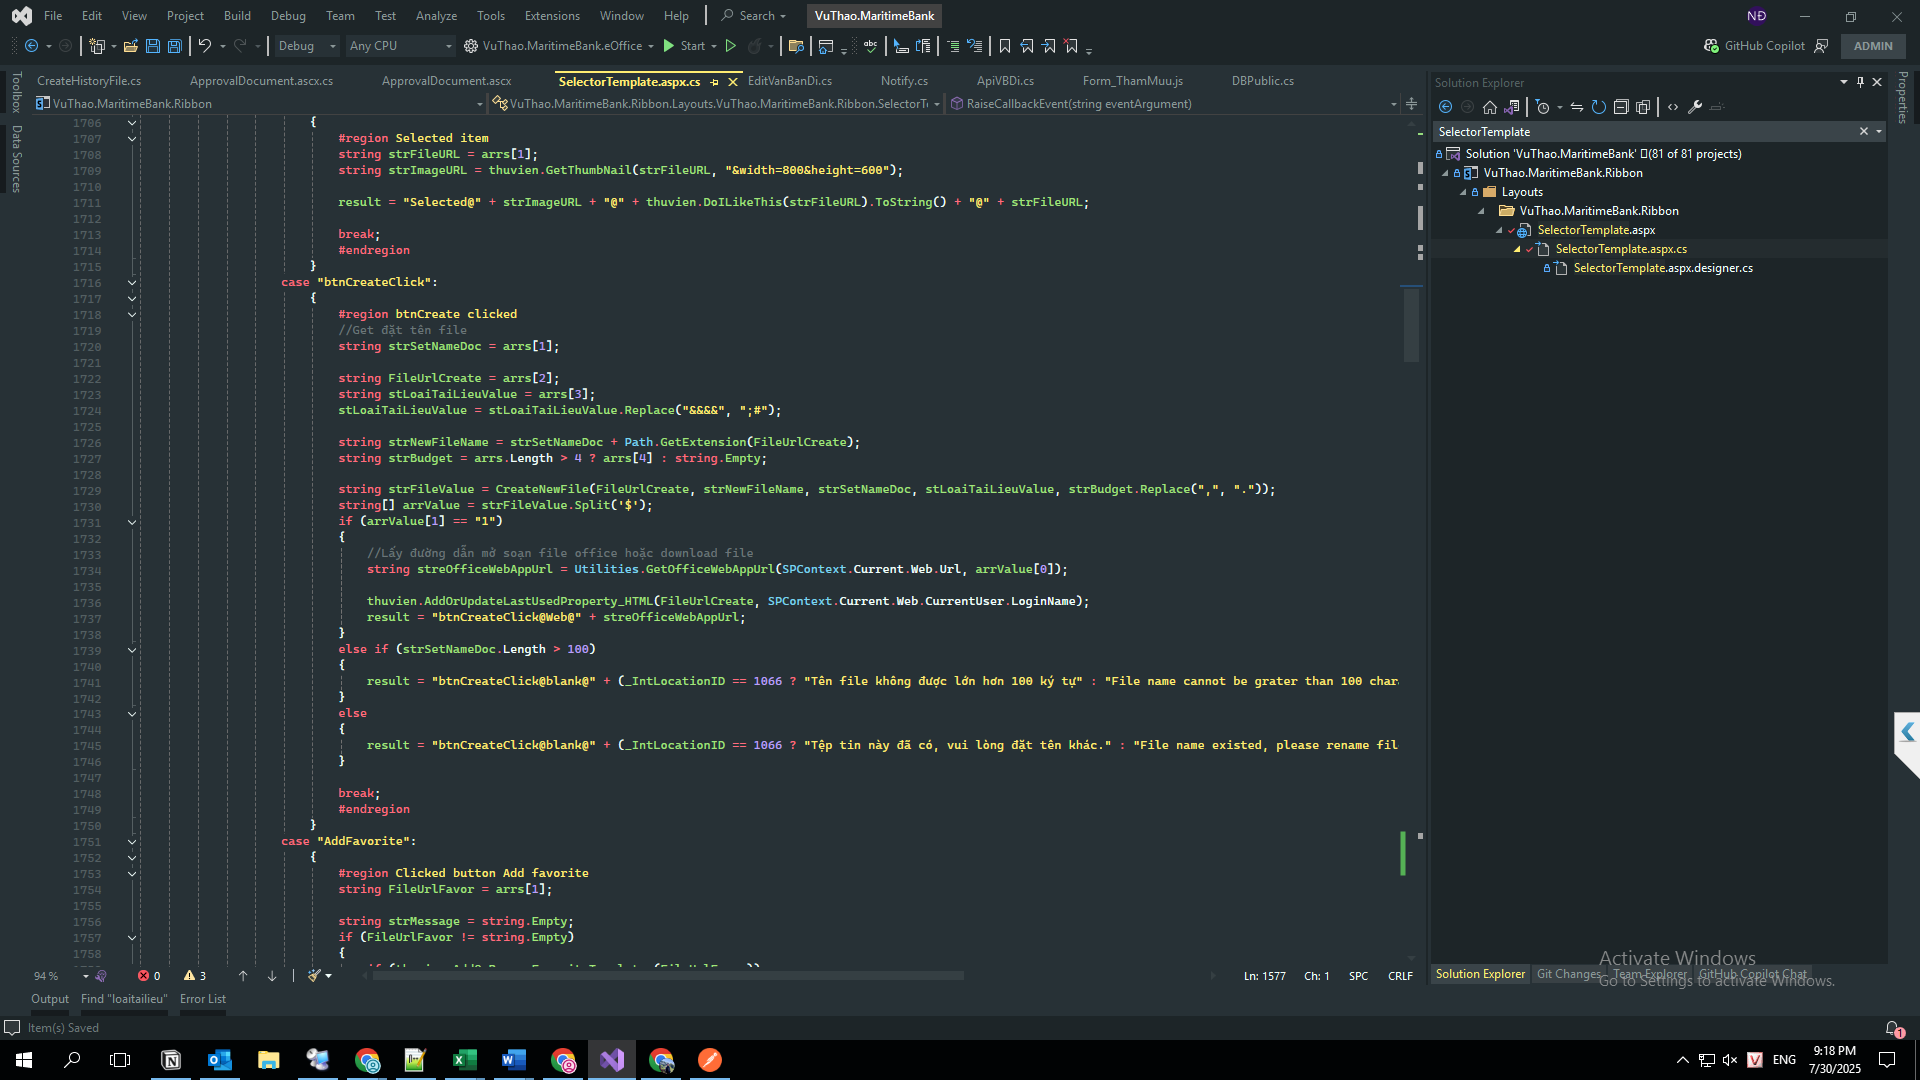 File Edit View Project Build Debug Team Test Analyze Tools Extensions Window Help Search VuThao.MaritimeBank NĐ
Debug Any CPU VuThao.MaritimeBank.eOffice Start GitHub Copilot ADMIN
CreateHistoryFile.cs ApprovalDocument.ascx.cs ApprovalDocument.ascx SelectorTemplate.aspx.cs EditVanBanDi.cs Notify.cs ApiVBDi.cs Form_ThamMuu.js DBPublic.cs
VuThao.MaritimeBank.Ribbon VuThao.MaritimeBank.Ribbon.Layouts.VuThao.MaritimeBank.Ribbon.SelectorT RaiseCallbackEvent(string eventArgument)
Toolbox
Data Sources
1706 {
1707 #region Selected item
1708 string strFileURL = arrs[1];
1709 string strImageURL = thuvien.GetThumbNail(strFileURL, "&width=800&height=600");
1710
1711 result = "Selected@" + strImageURL + "@" + thuvien.DoILikeThis(strFileURL).ToString() + "@" + strFileURL;
1712
1713 break;
1714 #endregion
1715 }
1716 case "btnCreateClick":
1717 {
1718 #region btnCreate clicked
1719 //Get đặt tên file
1720 string strSetNameDoc = arrs[1];
1721
1722 string FileUrlCreate = arrs[2];
1723 string stLoaiTaiLieuValue = arrs[3];
1724 stLoaiTaiLieuValue = stLoaiTaiLieuValue.Replace("&&&&", ";#");
1725
1726 string strNewFileName = strSetNameDoc + Path.GetExtension(FileUrlCreate);
1727 string strBudget = arrs.Length > 4 ? arrs[4] : string.Empty;
1728
1729 string strFileValue = CreateNewFile(FileUrlCreate, strNewFileName, strSetNameDoc, stLoaiTaiLieuValue, strBudget.Replace(",", "."));
1730 string[] arrValue = strFileValue.Split('$');
1731 if (arrValue[1] == "1")
1732 {
1733 //Lấy đường dẫn mở soạn file office hoặc download file
1734 string streOfficeWebAppUrl = Utilities.GetOfficeWebAppUrl(SPContext.Current.Web.Url, arrValue[0]);
1735
1736 thuvien.AddOrUpdateLastUsedProperty_HTML(FileUrlCreate, SPContext.Current.Web.CurrentUser.LoginName);
1737 result = "btnCreateClick@Web@" + streOfficeWebAppUrl;
1738 }
1739 else if (strSetNameDoc.Length > 100)
1740 {
1741 result = "btnCreateClick@blank@" + (_IntLocationID == 1066 ? "Tên file không được lớn hơn 100 ký tự" : "File name cannot be grater than 100 char
1742 }
1743 else
1744 {
1745 result = "btnCreateClick@blank@" + (_IntLocationID == 1066 ? "Tệp tin này đã có, vui lòng đặt tên khác." : "File name existed, please rename fil
1746 }
1747
1748 break;
1749 #endregion
1750 }
1751 case "AddFavorite":
1752 {
1753 #region Clicked button Add favorite
1754 string FileUrlFavor = arrs[1];
1755
1756 string strMessage = string.Empty;
1757 if (FileUrlFavor != string.Empty)
1758 {
94 % 0 3 Ln: 1577 Ch: 1 SPC CRLF
Output Find "loaitailieu" Error List
Item(s) Saved
Solution Explorer
SelectorTemplate
Solution 'VuThao.MaritimeBank' (81 of 81 projects)
VuThao.MaritimeBank.Ribbon
Layouts
VuThao.MaritimeBank.Ribbon
SelectorTemplate.aspx
SelectorTemplate.aspx.cs
SelectorTemplate.aspx.designer.cs
Properties
Solution Explorer Git Changes Team Explorer GitHub Copilot Chat
Activate Windows
Go to Settings to activate Windows.
1
ENG
9:18 PM
7/30/2025